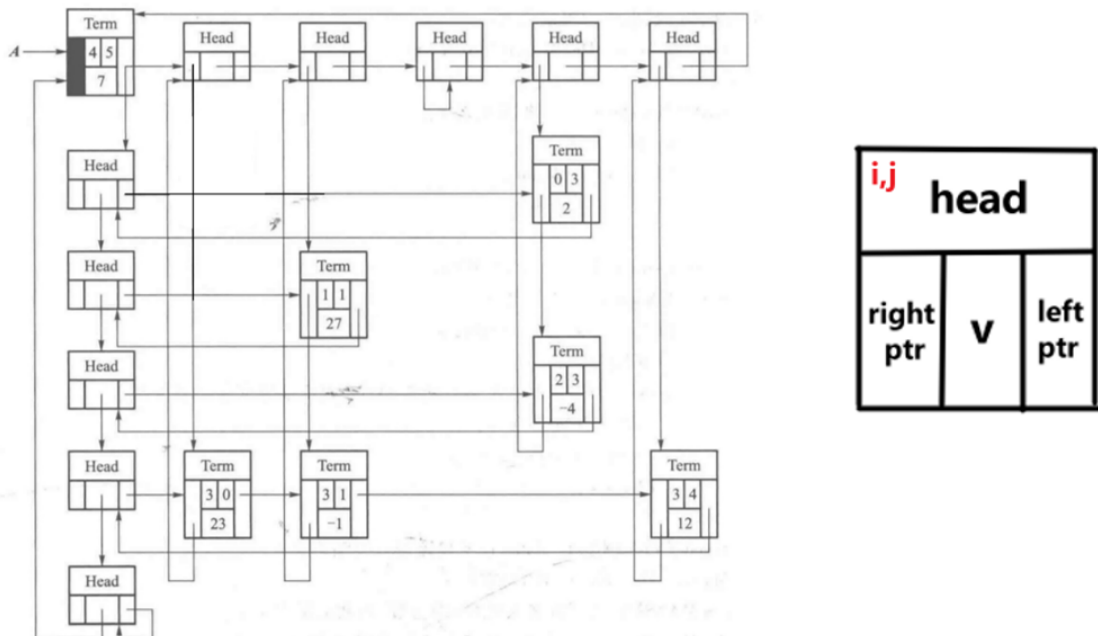 Term
A
4 5
7
Head
Head
Head
Head
Head
Head
Term
0 3
2
Head
Term
1 1
27
Head
Term
2 3
-4
Head
Term
3 0
23
Term
3 1
-1
Term
3 4
12
Head
i,j
head
right
ptr
v
left
ptr